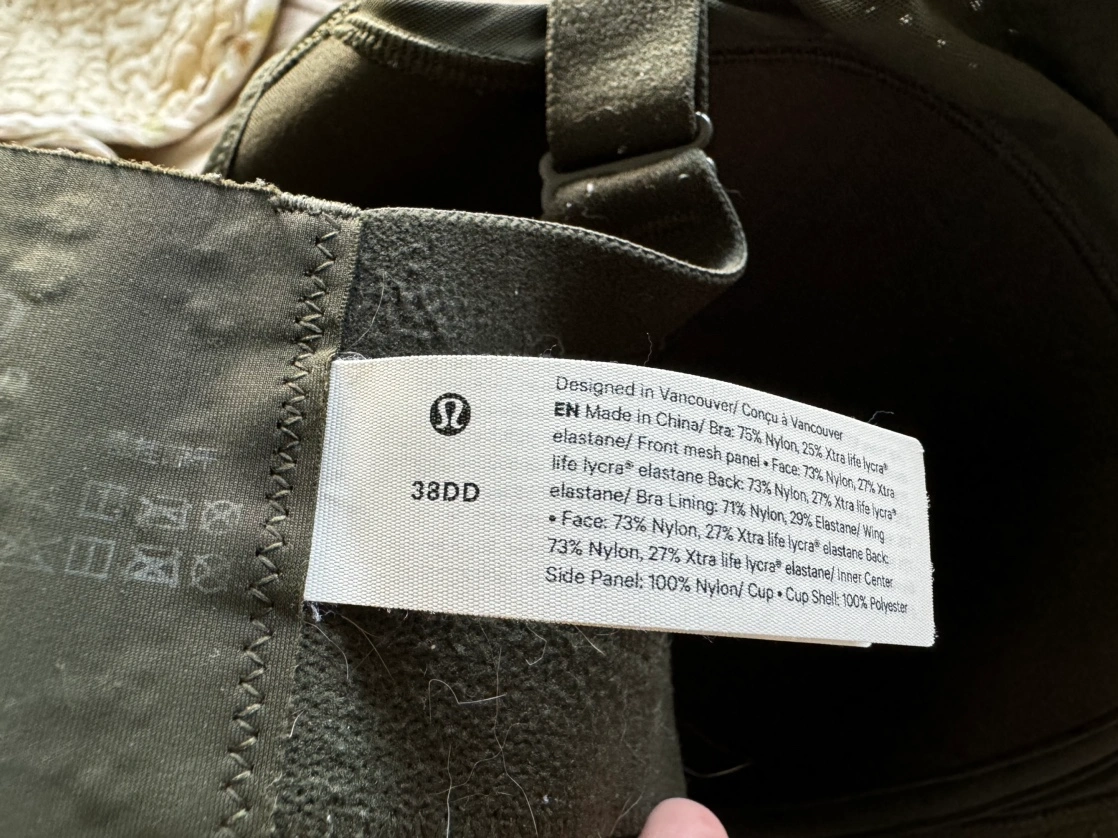 38DD
Designed in Vancouver/ Conçu à Vancouver
EN Made in China/ Bra: 75% Nylon, 25% Xtra life lycra®
elastane/ Front mesh panel • Face: 73% Nylon, 27% Xtra
life lycra® elastane Back: 73% Nylon, 27% Xtra life lycra®
elastane/ Bra Lining: 71% Nylon, 29% Elastane/ Wing
• Face: 73% Nylon, 27% Xtra life lycra® elastane Back:
73% Nylon, 27% Xtra life lycra® elastane/ Inner Center
Side Panel: 100% Nylon/ Cup • Cup Shell: 100% Polyester